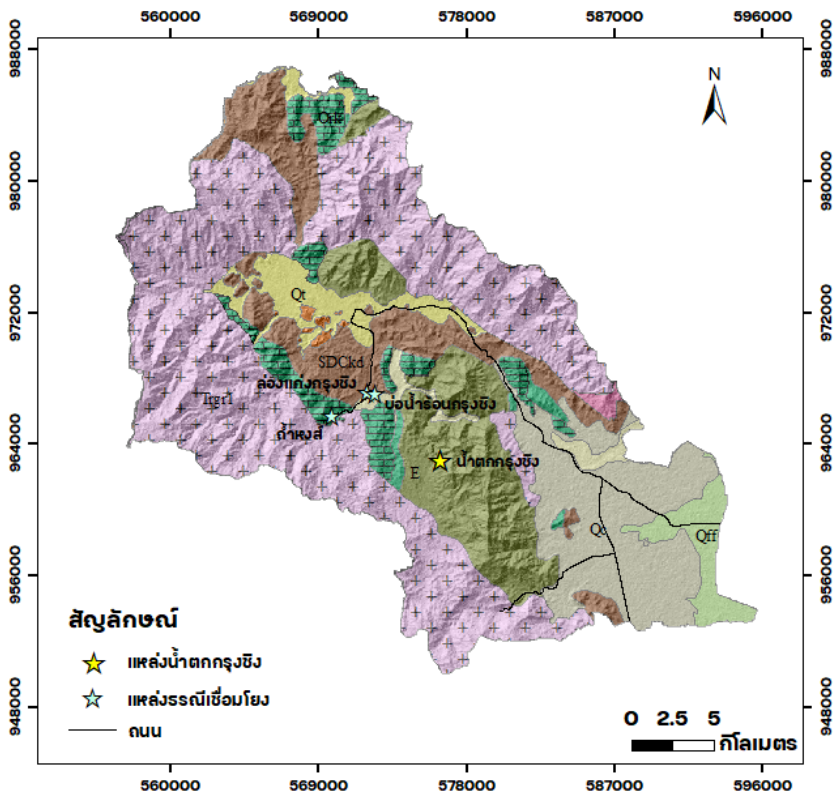 560000 569000 578000 587000 596000
988000
988000
N
Ork
980000
980000
972000
972000
Qt
SDCkd
Trgr1
ล่องแก่งกรุงชิง
บ่อน้ำร้อนกรุงชิง
ถ้ำหงส์
964000
964000
น้ำตกกรุงชิง
E
Qc
Qff
956000
956000
สัญลักษณ์
แหล่งน้ำตกกรุงชิง
แหล่งธรณีเชื่อมโยง
ถนน
948000
948000
0 2.5 5
กิโลเมตร
560000 569000 578000 587000 596000